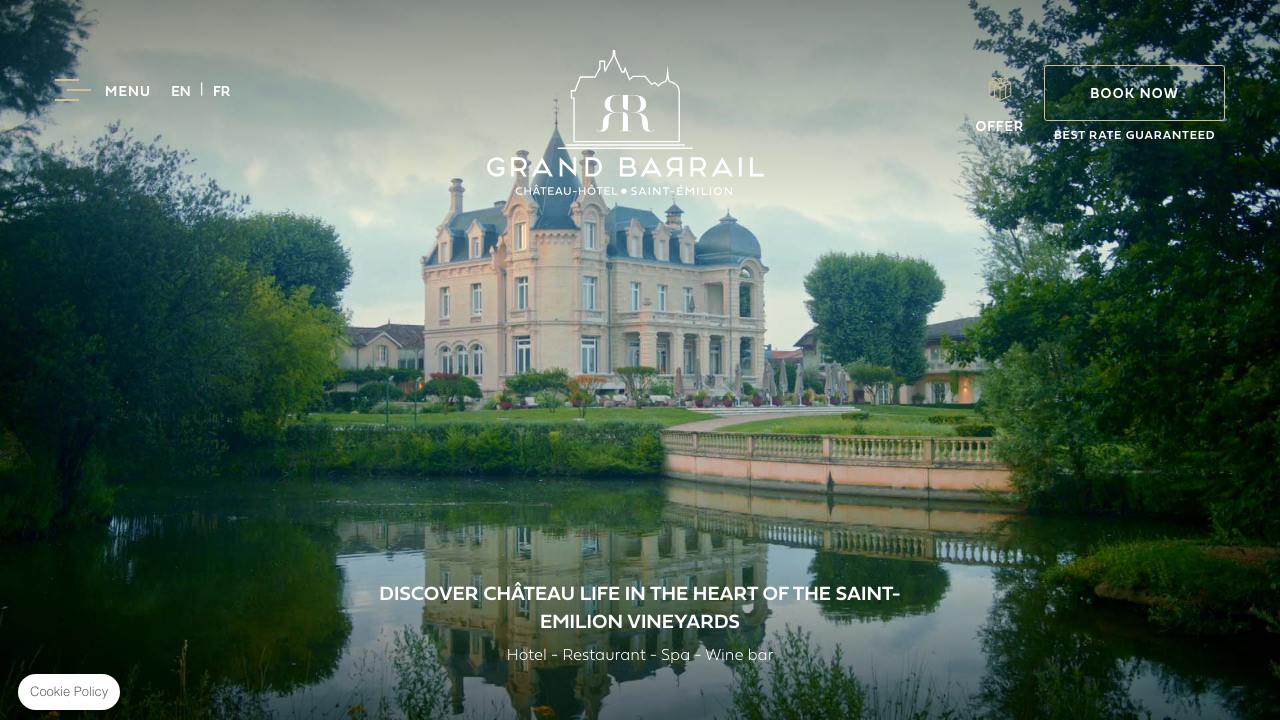 MENU EN | FR
GRAND BARRAIL
CHÂTEAU-HÔTEL • SAINT-ÉMILION
OFFER
BOOK NOW
BEST RATE GUARANTEED
DISCOVER CHÂTEAU LIFE IN THE HEART OF THE SAINT-
EMILION VINEYARDS
Hotel - Restaurant - Spa - Wine bar
Cookie Policy